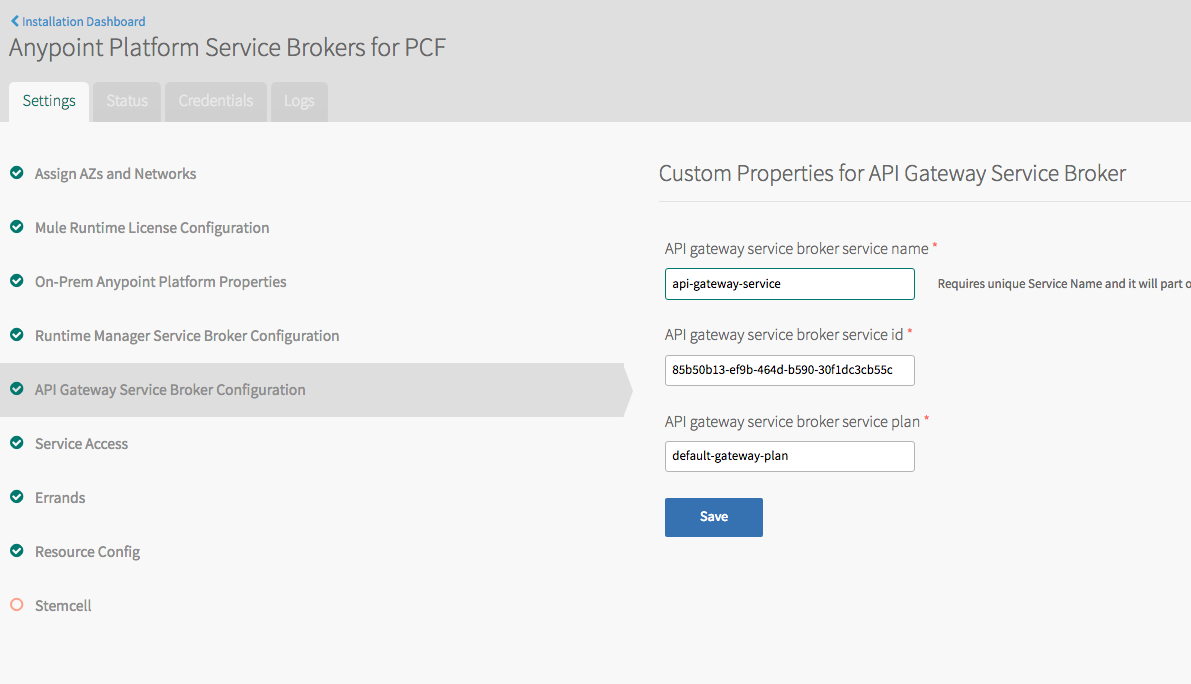 Installation Dashboard
Anypoint Platform Service Brokers for PCF
Settings
Status
Credentials
Logs
Assign AZs and Networks
Mule Runtime License Configuration
On-Prem Anypoint Platform Properties
Runtime Manager Service Broker Configuration
API Gateway Service Broker Configuration
Service Access
Errands
Resource Config
Stemcell
Custom Properties for API Gateway Service Broker
API gateway service broker service name *
api-gateway-service
Requires unique Service Name and it will part o
API gateway service broker service id *
85b50b13-ef9b-464d-b590-30f1dc3cb55c
API gateway service broker service plan *
default-gateway-plan
Save